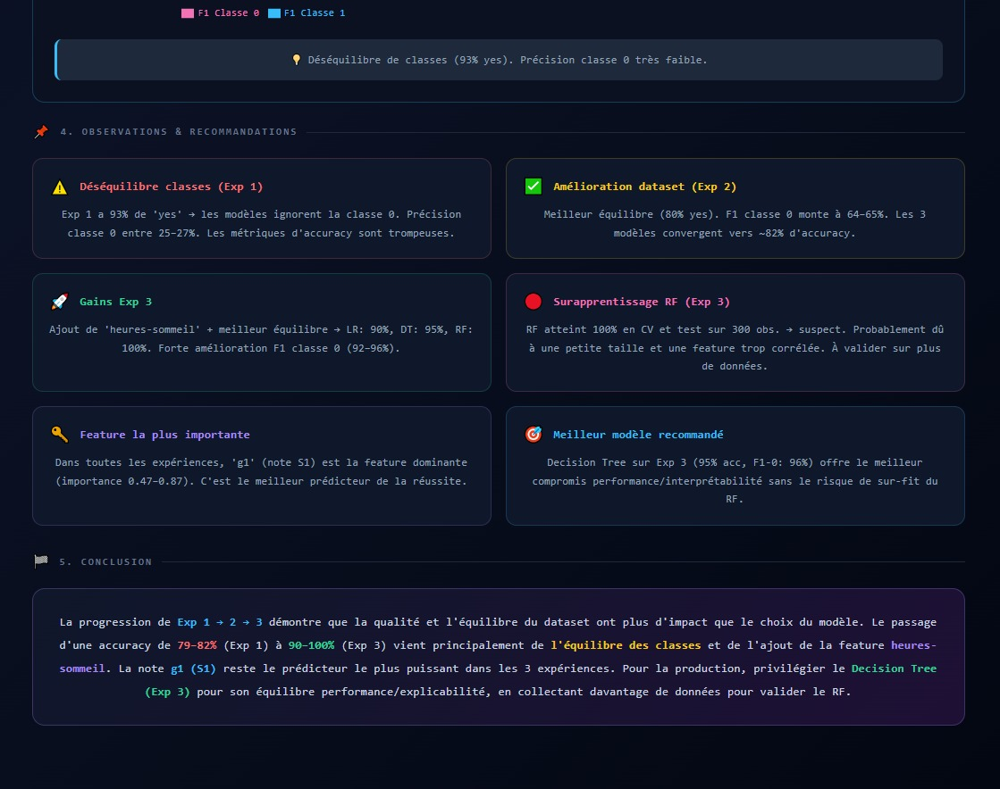 F1 Classe 0 F1 Classe 1
💡 Déséquilibre de classes (93% yes). Précision classe 0 très faible.
4. OBSERVATIONS & RECOMMANDATIONS
Déséquilibre classes (Exp 1)
Exp 1 a 93% de 'yes' → les modèles ignorent la classe 0. Précision
classe 0 entre 25–27%. Les métriques d'accuracy sont trompeuses.
Amélioration dataset (Exp 2)
Meilleur équilibre (80% yes). F1 classe 0 monte à 64–65%. Les 3
modèles convergent vers ~82% d'accuracy.
Gains Exp 3
Ajout de 'heures-sommeil' + meilleur équilibre → LR: 90%, DT: 95%, RF:
100%. Forte amélioration F1 classe 0 (92–96%).
Surapprentissage RF (Exp 3)
RF atteint 100% en CV et test sur 300 obs. → suspect. Probablement dû
à une petite taille et une feature trop corrélée. À valider sur plus
de données.
Feature la plus importante
Dans toutes les expériences, 'g1' (note S1) est la feature dominante
(importance 0.47–0.87). C'est le meilleur prédicteur de la réussite.
Meilleur modèle recommandé
Decision Tree sur Exp 3 (95% acc, F1-0: 96%) offre le meilleur
compromis performance/interprétabilité sans le risque de sur-fit du
RF.
5. CONCLUSION
La progression de Exp 1 → 2 → 3 démontre que la qualité et l'équilibre du dataset ont plus d'impact que le choix du modèle. Le passage
d'une accuracy de 79–82% (Exp 1) à 90–100% (Exp 3) vient principalement de l'équilibre des classes et de l'ajout de la feature heures-
sommeil. La note g1 (S1) reste le prédicteur le plus puissant dans les 3 expériences. Pour la production, privilégier le Decision Tree
(Exp 3) pour son équilibre performance/explicabilité, en collectant davantage de données pour valider le RF.